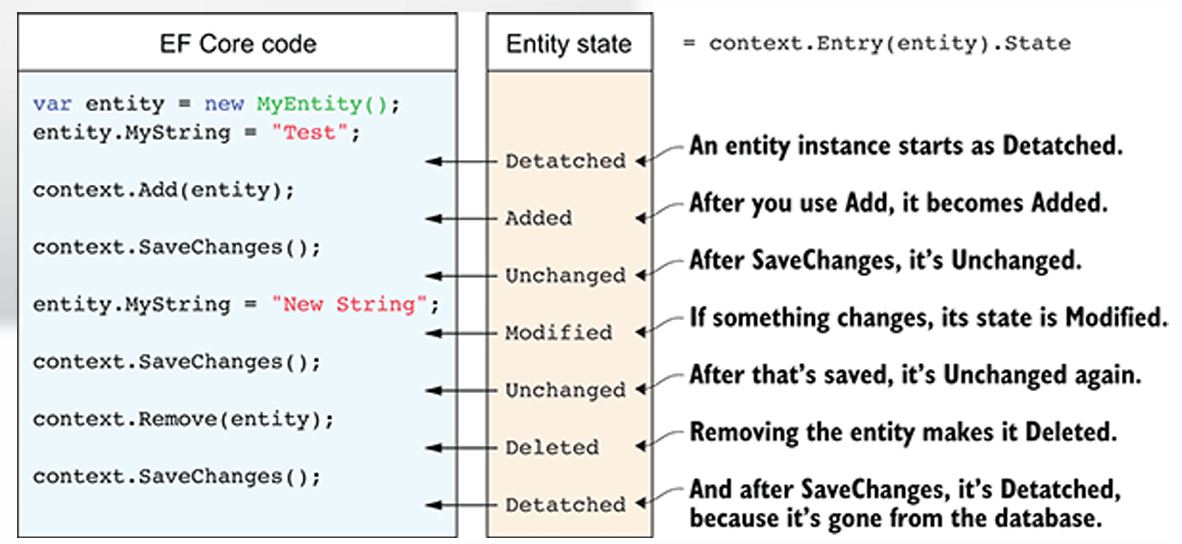 EF Core code
Entity state
= context.Entry(entity).State
var entity = new MyEntity();
entity.MyString = "Test";
Detatched
An entity instance starts as Detatched.
context.Add(entity);
Added
After you use Add, it becomes Added.
context.SaveChanges();
Unchanged
After SaveChanges, it's Unchanged.
entity.MyString = "New String";
Modified
If something changes, its state is Modified.
context.SaveChanges();
Unchanged
After that's saved, it's Unchanged again.
context.Remove(entity);
Deleted
Removing the entity makes it Deleted.
context.SaveChanges();
Detatched
And after SaveChanges, it's Detatched,
because it's gone from the database.